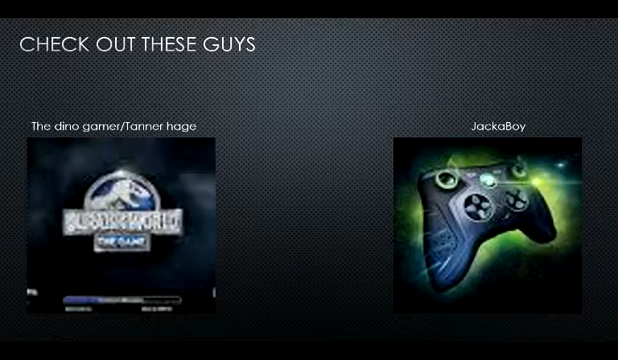 CHECK OUT THESE GUYS
The dino gamer/Tanner hage
JackaBoy
JURASSIC WORLD
THE GAME